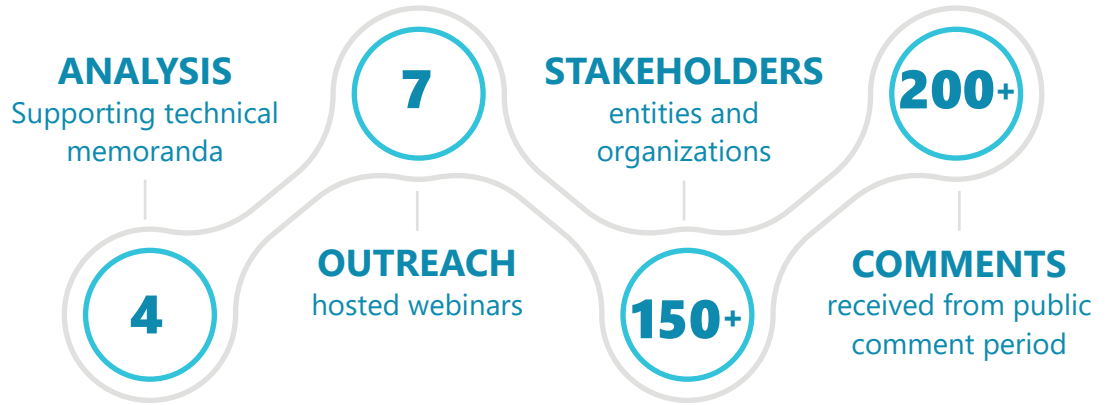 ANALYSIS
Supporting technical
memoranda
4
7
OUTREACH
hosted webinars
STAKEHOLDERS
entities and
organizations
150+
200+
COMMENTS
received from public
comment period